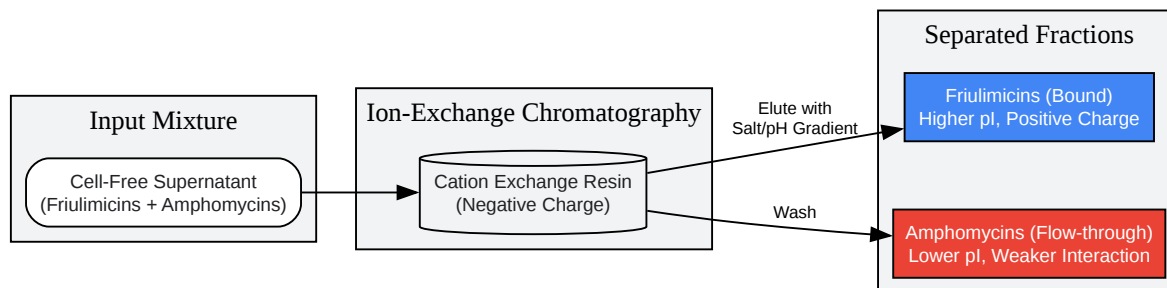 Input Mixture
Cell-Free Supernatant
(Friulimicins + Amphomycins)
Ion-Exchange Chromatography
Cation Exchange Resin
(Negative Charge)
Elute with
Salt/pH Gradient
Wash
Separated Fractions
Friulimicins (Bound)
Higher pI, Positive Charge
Amphomycins (Flow-through)
Lower pI, Weaker Interaction